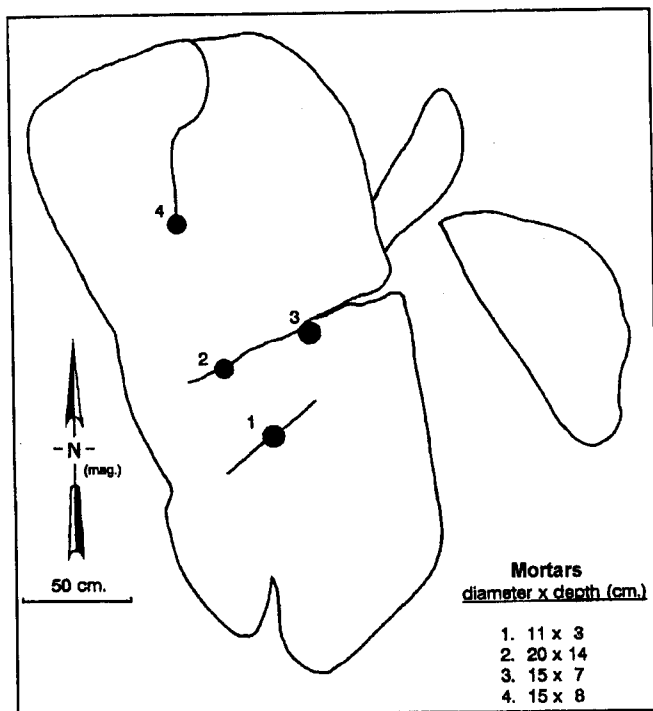 4
3
2
1
-N-
(mag.)
50 cm.
Mortars
diameter x depth (cm.)
1. 11 x 3
2. 20 x 14
3. 15 x 7
4. 15 x 8